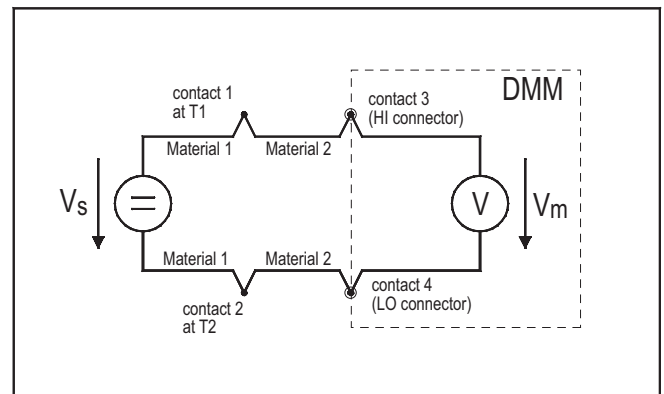 DMM
contact 1
at T1
contact 3
(HI connector)
Material 1
Material 2
Vs
V
Vm
Material 1
Material 2
contact 2
at T2
contact 4
(LO connector)